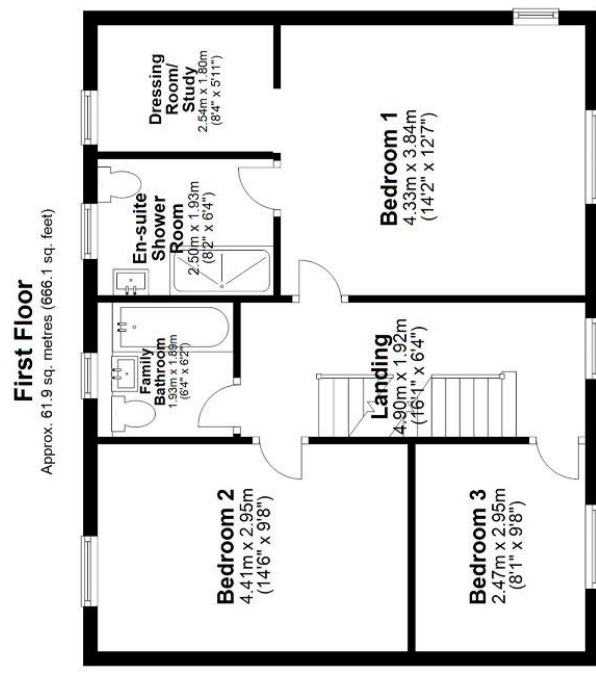 First Floor
Approx. 61.9 sq. metres (666.1 sq. feet)
Dressing
Room/
Study
2.54m x 1.80m
(8'4" x 5'11")
En-suite
Shower
Room
2.50m x 1.93m
(8'2" x 6'4")
Family
Bathroom
1.93m x 1.89m
(6'4" x 6'2")
Bedroom 1
4.33m x 3.84m
(14'2" x 12'7")
Landing
4.90m x 1.92m
(16'1" x 6'4")
Bedroom 2
4.41m x 2.95m
(14'6" x 9'8")
Bedroom 3
2.47m x 2.95m
(8'1" x 9'8")